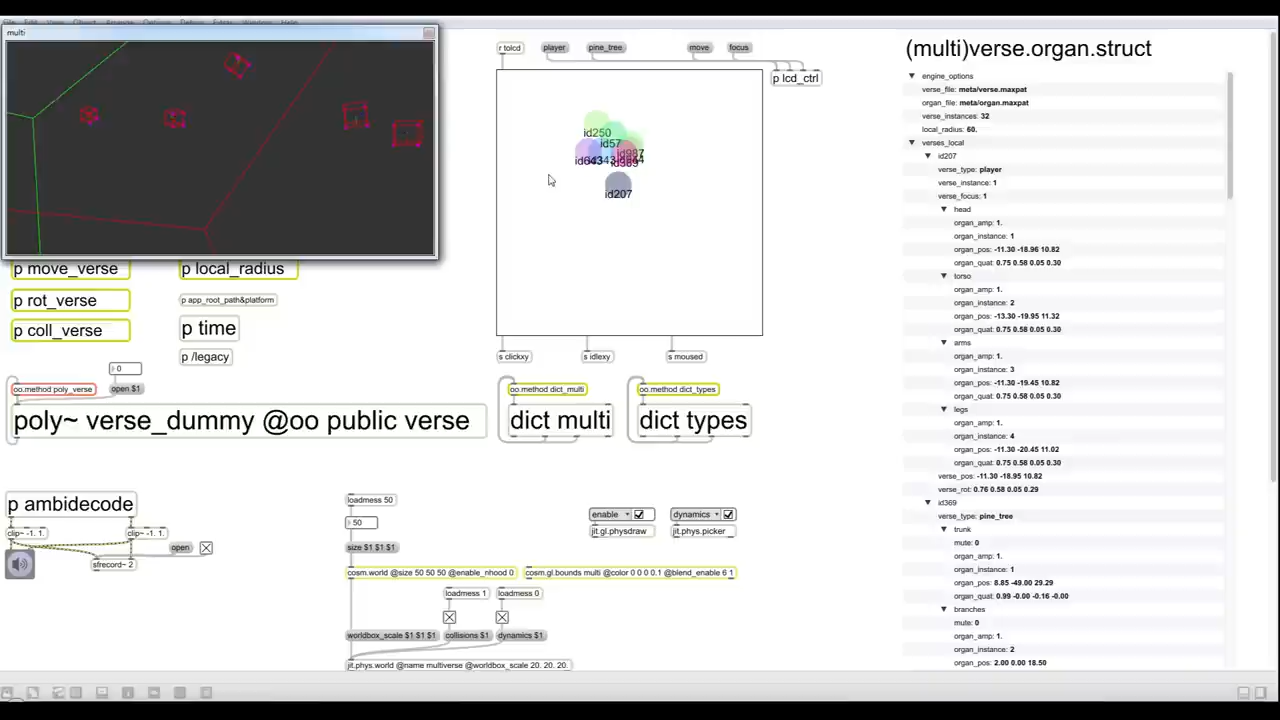 File Edit View Object Arrange Options Debug Extras Window Help
multi
p move_verse
p local_radius
p rot_verse
p app_root_path&platform
p coll_verse
p time
p /legacy
0
oo.method poly_verse
open $1
poly~ verse_dummy @oo public verse
p ambidecode
clip~ -1. 1.
clip~ -1. 1.
open
sfrecord~ 2
r tolcd
player
pine_tree
move
focus
p lcd_ctrl
id250
id57
id987
id207
s clickxy
s idlexy
s moused
oo.method dict_multi
oo.method dict_types
dict multi
dict types
loadmess 50
50
size $1 $1 $1
enable
dynamics
jit.gl.physdraw
jit.phys.picker
cosm.world @size 50 50 50 @enable_nhood 0
cosm.gl.bounds multi @color 0 0 0 0.1 @blend_enable 6 1
loadmess 1
loadmess 0
worldbox_scale $1 $1 $1
collisions $1
dynamics $1
jit.phys.world @name multiverse @worldbox_scale 20. 20. 20.
(multi)verse.organ.struct
engine_options
verse_file: meta/verse.maxpat
organ_file: meta/organ.maxpat
verse_instances: 32
local_radius: 60.
verses_local
id207
verse_type: player
verse_instance: 1
verse_focus: 1
head
organ_amp: 1.
organ_instance: 1
organ_pos: -11.30 -18.96 10.82
organ_quat: 0.75 0.58 0.05 0.30
torso
organ_amp: 1.
organ_instance: 2
organ_pos: -13.30 -19.95 11.32
organ_quat: 0.75 0.58 0.05 0.30
arms
organ_amp: 1.
organ_instance: 3
organ_pos: -11.30 -19.45 10.82
organ_quat: 0.75 0.58 0.05 0.30
legs
organ_amp: 1.
organ_instance: 4
organ_pos: -11.30 -20.45 11.02
organ_quat: 0.75 0.58 0.05 0.30
verse_pos: -11.30 -18.95 10.82
verse_rot: 0.76 0.58 0.05 0.29
id369
verse_type: pine_tree
trunk
mute: 0
organ_amp: 1.
organ_instance: 1
organ_pos: 8.85 -49.00 29.29
organ_quat: 0.99 -0.00 -0.16 -0.00
branches
mute: 0
organ_amp: 1.
organ_instance: 2
organ_pos: 2.00 0.00 18.50